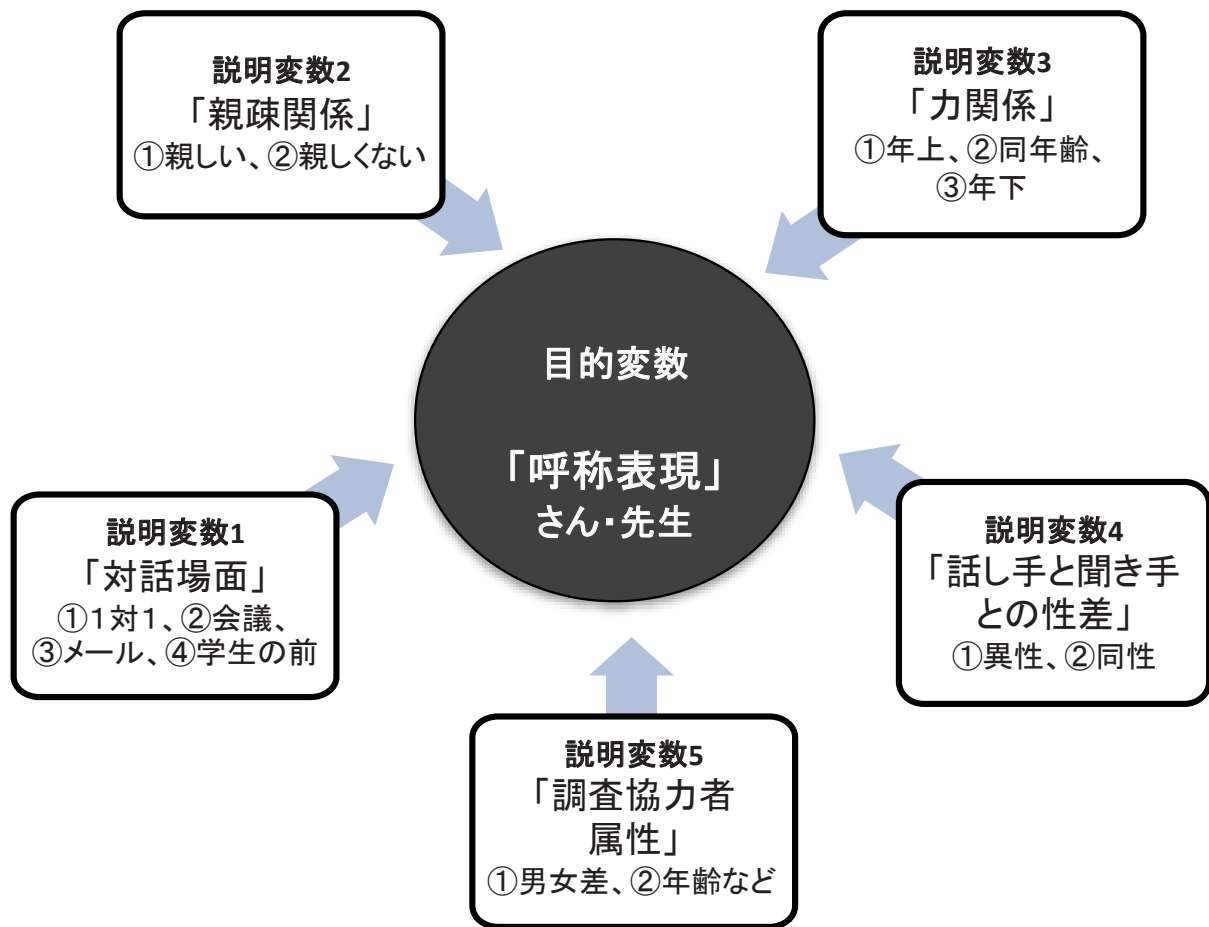 説明変数2
「親疎関係」
①親しい、②親しくない
説明変数3
「力関係」
①年上、②同年齢、
③年下
目的変数
「呼称表現」
さん・先生
説明変数1
「対話場面」
①1対1、②会議、
③メール、④学生の前
説明変数4
「話し手と聞き手
との性差」
①異性、②同性
説明変数5
「調査協力者
属性」
①男女差、②年齢など